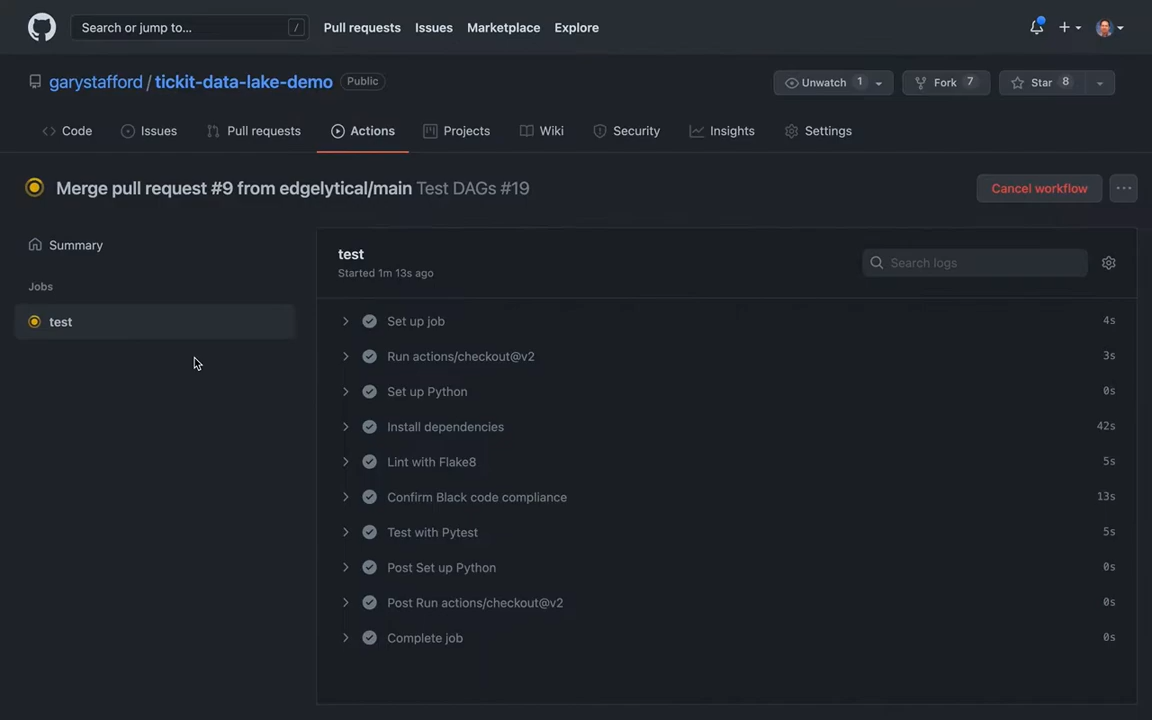 Search or jump to... /
Pull requests Issues Marketplace Explore
garystafford / tickit-data-lake-demo Public
Unwatch 1 Fork 7 Star 8
Code Issues Pull requests Actions Projects Wiki Security Insights Settings
Merge pull request #9 from edgelytical/main Test DAGs #19
Cancel workflow
Summary
Jobs
test
test
Started 1m 13s ago
Search logs
Set up job 4s
Run actions/checkout@v2 3s
Set up Python 0s
Install dependencies 42s
Lint with Flake8 5s
Confirm Black code compliance 13s
Test with Pytest 5s
Post Set up Python 0s
Post Run actions/checkout@v2 0s
Complete job 0s